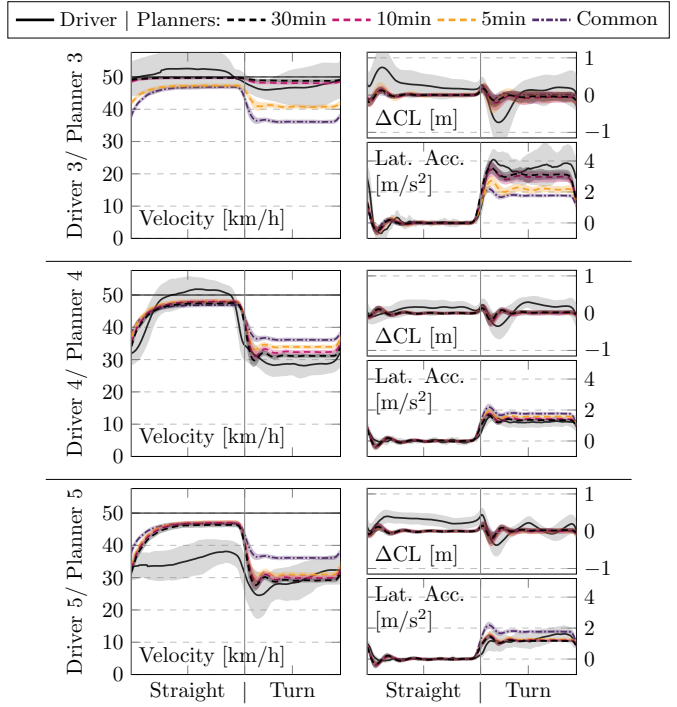 Driver | Planners: 30min 10min 5min Common
Driver 3/ Planner 3
50
40
30
20
10
0
Velocity [km/h]
1
0
−1
ΔCL [m]
4
2
0
Lat. Acc.
[m/s²]
Driver 4/ Planner 4
50
40
30
20
10
0
Velocity [km/h]
1
0
−1
ΔCL [m]
4
2
0
Lat. Acc.
[m/s²]
Driver 5/ Planner 5
50
40
30
20
10
0
Velocity [km/h]
1
0
−1
ΔCL [m]
4
2
0
Lat. Acc.
[m/s²]
Straight | Turn
Straight | Turn